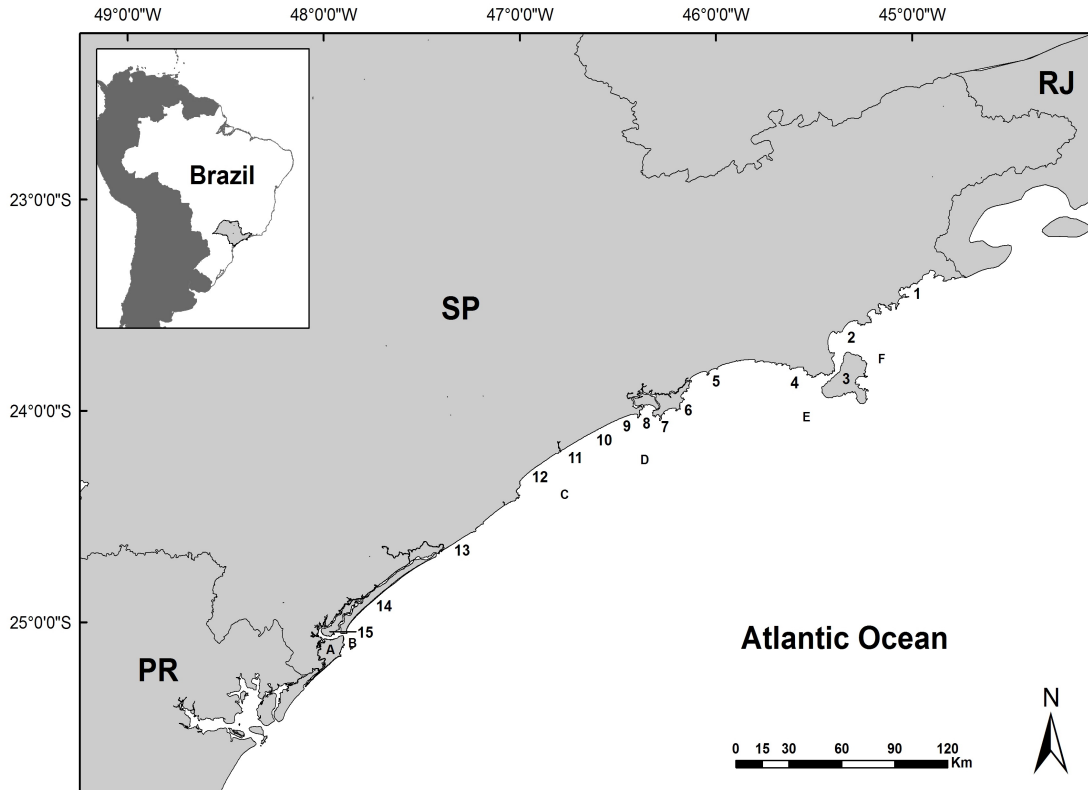 49°0'0"W 48°0'0"W 47°0'0"W 46°0'0"W 45°0'0"W
RJ
Brazil
23°0'0"S
1
SP
2
F
3
4
5
E
6
24°0'0"S
7
8
9
10
D
11
12
C
13
14
25°0'0"S
15
B
A
Atlantic Ocean
PR
N
0 15 30 60 90 120
Km